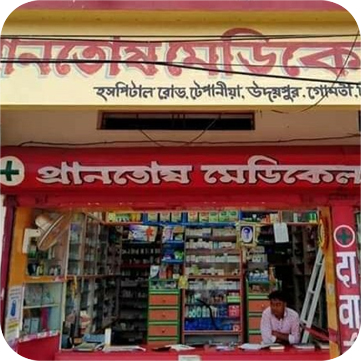 প্রানতোষ মেডিকেল
হসপিটাল রোড, টেপানীয়া, উদয়পুর, গোমতী,
প্রানতোষ মেডিকেল